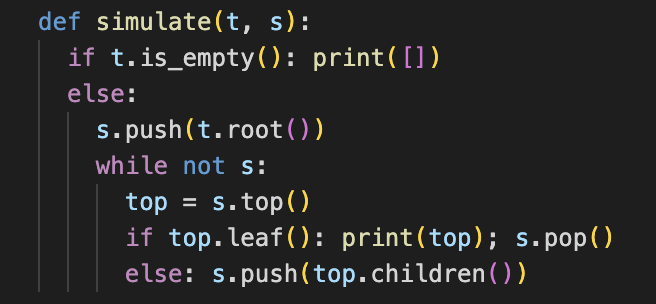 def simulate(t, s):
  if t.is_empty(): print([])
  else:
    s.push(t.root())
    while not s:
      top = s.top()
      if top.leaf(): print(top); s.pop()
      else: s.push(top.children())